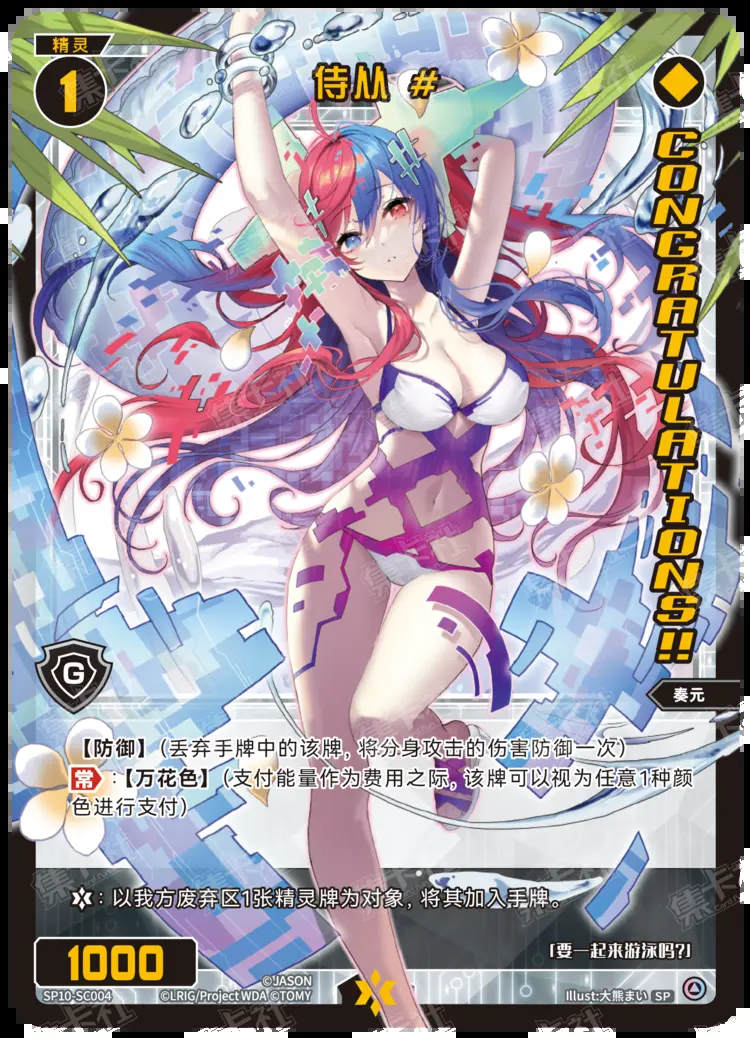 精灵
1
侍从 #
CONGRATULATIONS!!
G
奏元
【防御】（丢弃手牌中的该牌，将分身攻击的伤害防御一次）
常：【万花色】（支付能量作为费用之际，该牌可以视为任意1种颜
色进行支付）
：以我方废弃区1张精灵牌为对象，将其加入手牌。
「要一起来游泳吗?」
1000
©JASON
SP10-SC004 ©LRIG/Project WDA ©TOMY Illust:大熊まい SP
集卡社